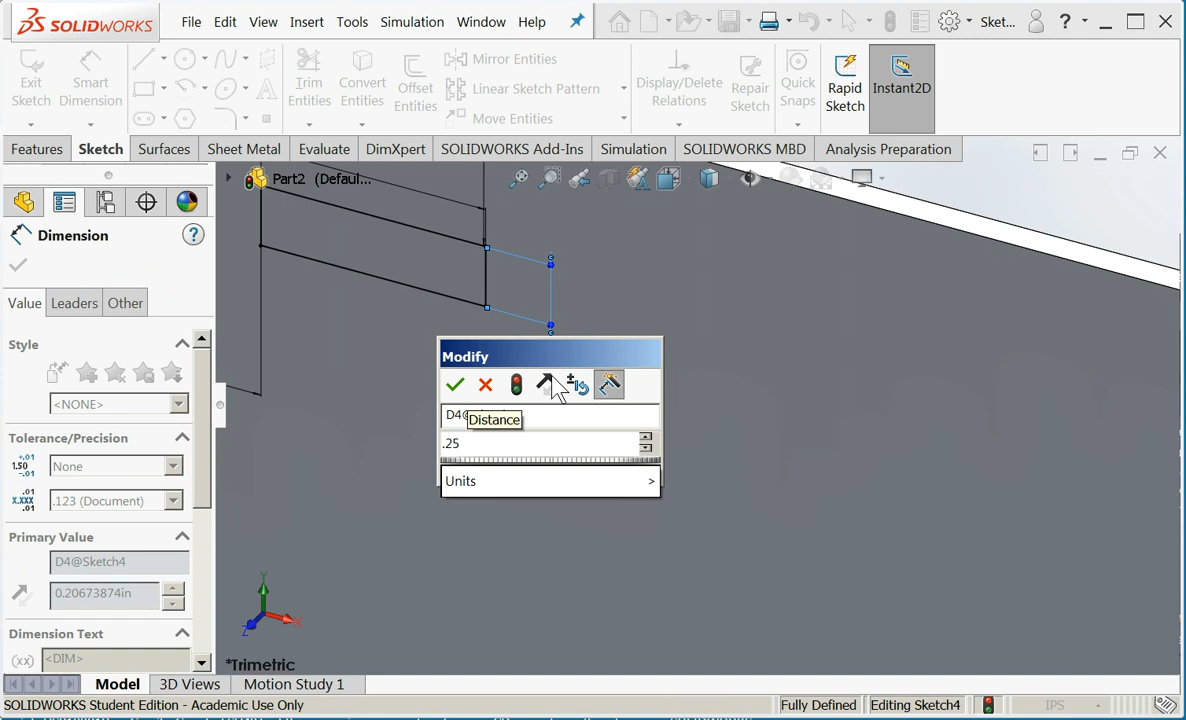 SOLIDWORKS File Edit View Insert Tools Simulation Window Help Sket... ?
Exit Sketch
Smart Dimension
Trim Entities
Convert Entities
Offset Entities
Mirror Entities
Linear Sketch Pattern
Move Entities
Display/Delete Relations
Repair Sketch
Quick Snaps
Rapid Sketch
Instant2D
Features Sketch Surfaces Sheet Metal Evaluate DimXpert SOLIDWORKS Add-Ins Simulation SOLIDWORKS MBD Analysis Preparation
Part2 (Defaul...
Dimension ?
Value Leaders Other
Style
<NONE>
Tolerance/Precision
None
.123 (Document)
Primary Value
D4@Sketch4
0.20673874in
Dimension Text
(xx) <DIM>
Modify
D4@
Distance
.25
Units >
Y
X
Z
*Trimetric
Model 3D Views Motion Study 1
SOLIDWORKS Student Edition - Academic Use Only Fully Defined Editing Sketch4 IPS